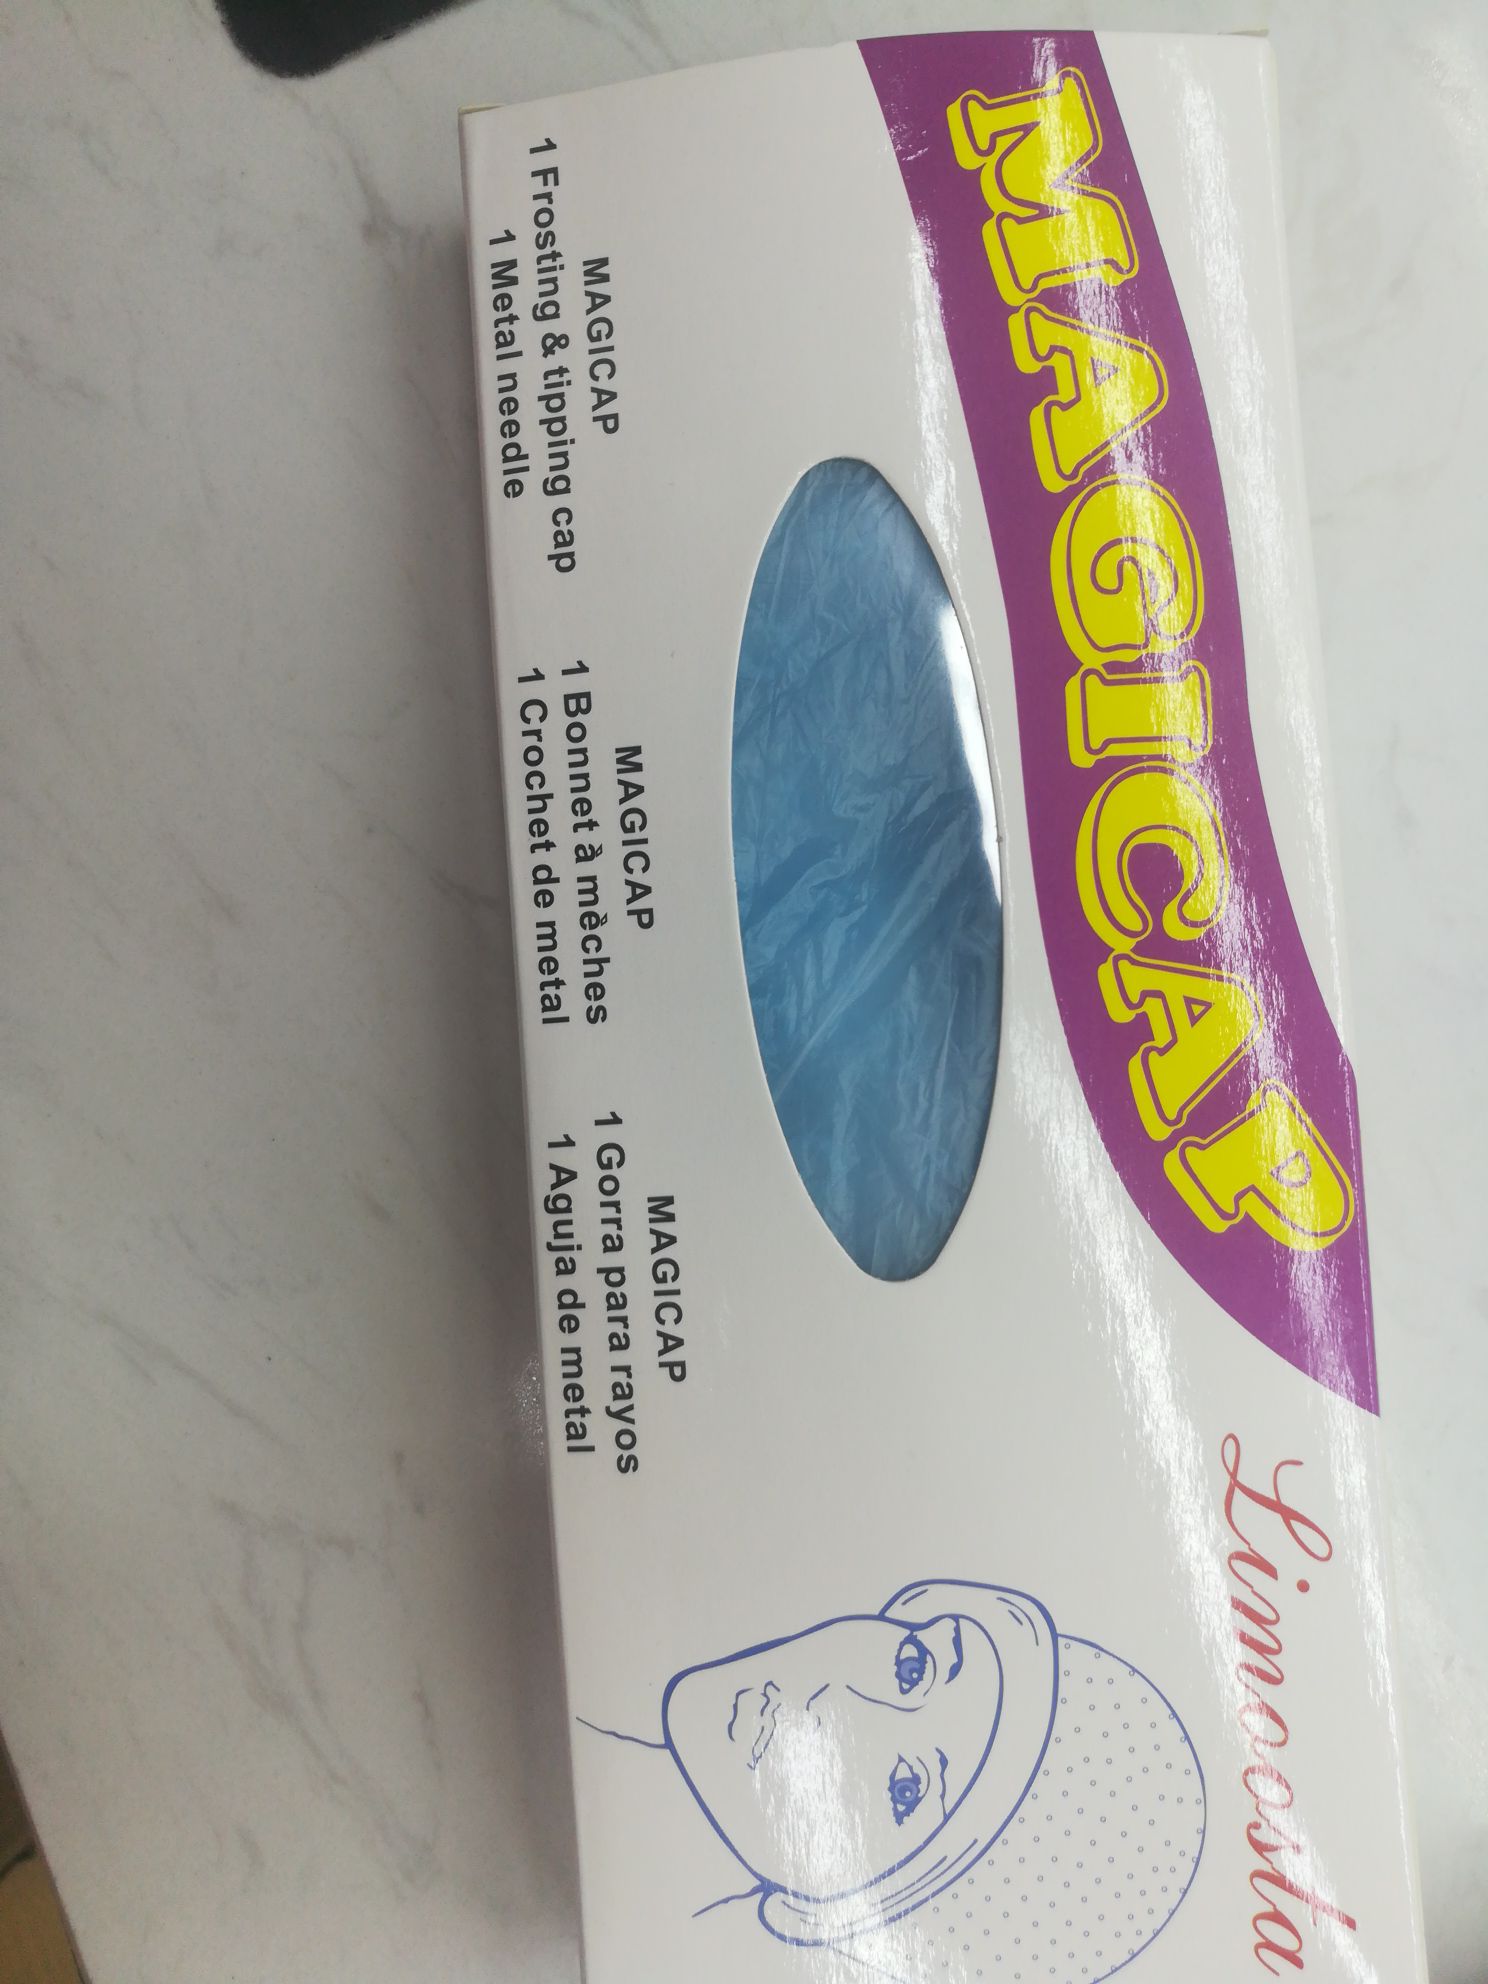 MAGICAP
Limoosta
MAGICAP
1 Frosting & tipping cap
1 Metal needle
MAGICAP
1 Bonnet à mèches
1 Crochet de metal
MAGICAP
1 Gorra para rayos
1 Aguja de metal